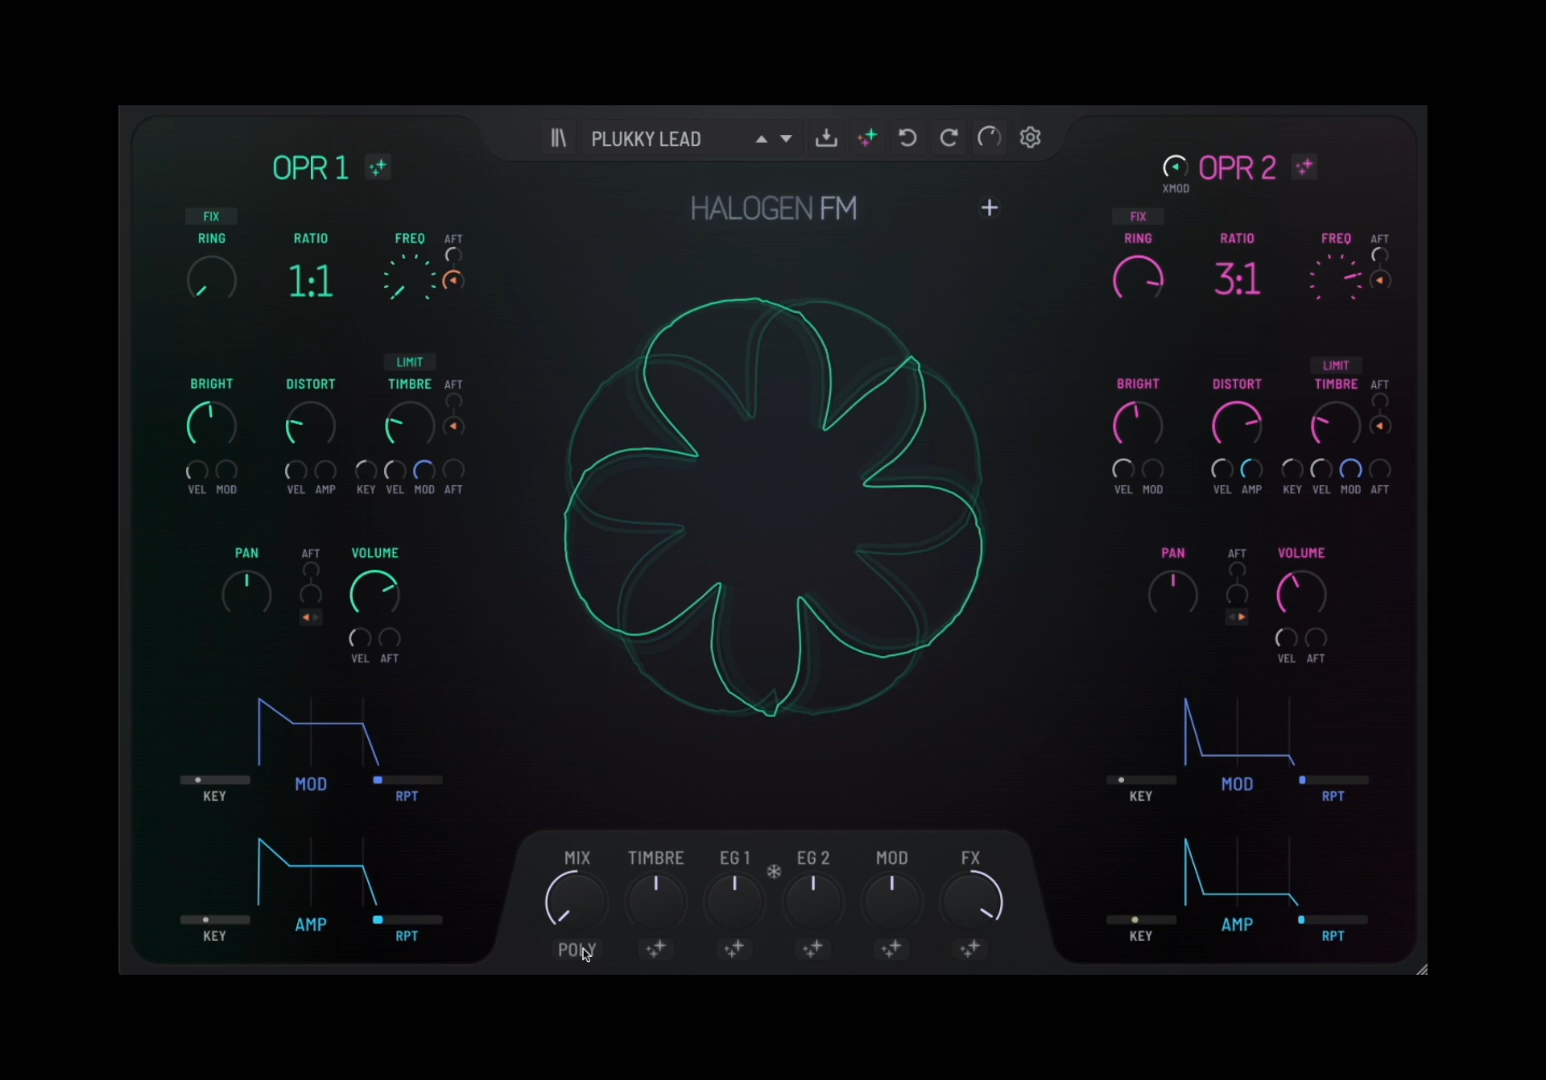 PLUKKY LEAD
HALOGEN FM
OPR 1
FIX
RING RATIO FREQ AFT
1:1
LIMIT
BRIGHT DISTORT TIMBRE AFT
VEL MOD VEL AMP KEY VEL MOD AFT
PAN AFT VOLUME
VEL AFT
KEY MOD RPT
KEY AMP RPT
XMOD OPR 2
FIX
RING RATIO FREQ AFT
3:1
LIMIT
BRIGHT DISTORT TIMBRE AFT
VEL MOD VEL AMP KEY VEL MOD AFT
PAN AFT VOLUME
VEL AFT
KEY MOD RPT
KEY AMP RPT
MIX TIMBRE EG 1 EG 2 MOD FX
POLY